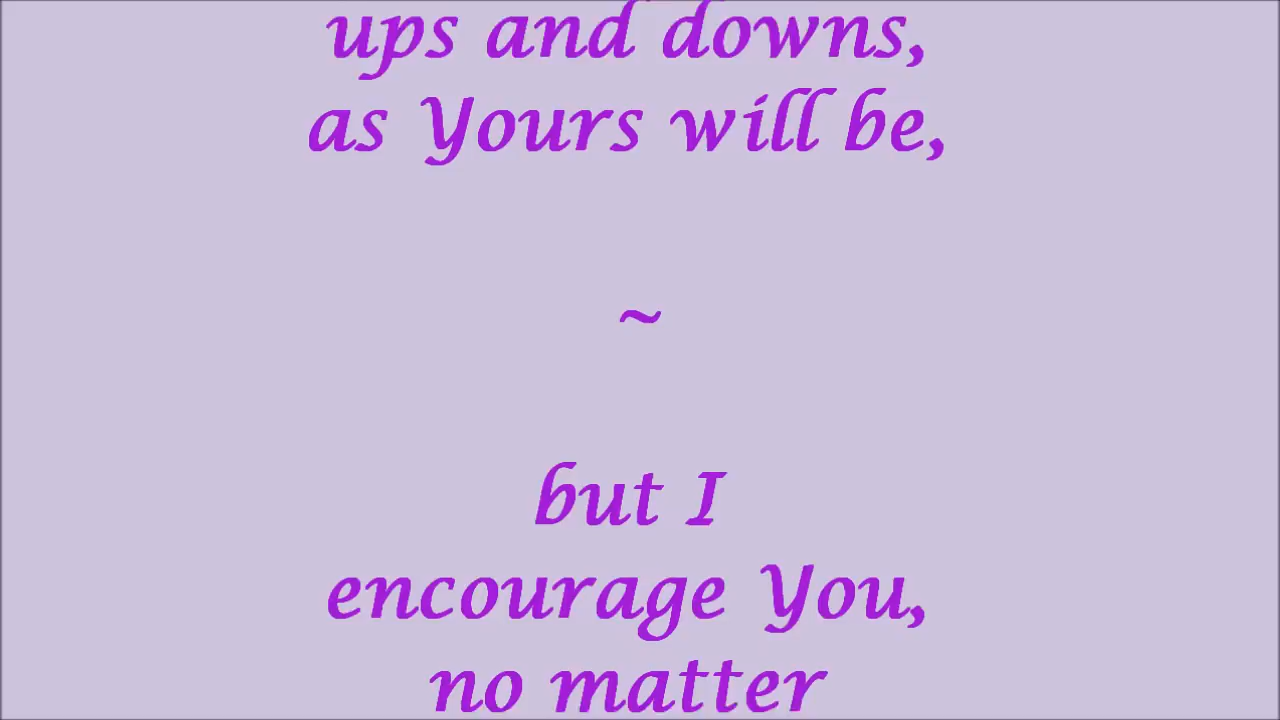 ups and downs,
as Yours will be,
~
but I
encourage You,
no matter